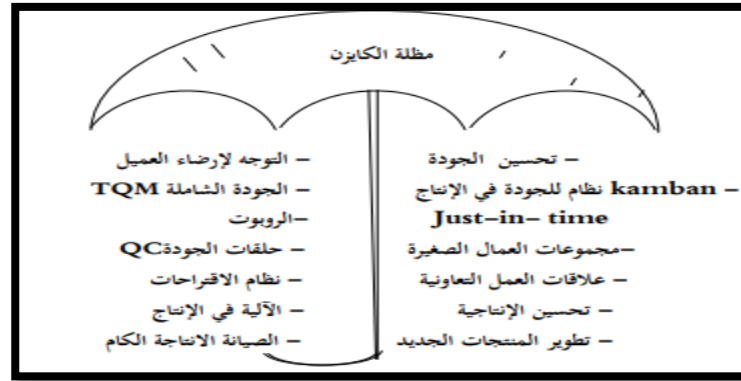 مظلة الكايزن
– تحسين الجودة
– kamban نظام للجودة في الإنتاج
Just–in– time
–مجموعات العمال الصغيرة
– علاقات العمل التعاونية
– تحسين الإنتاجية
– تطوير المنتجات الجديد
– التوجه لإرضاء العميل
– الجودة الشاملة TQM
–الروبوت
– حلقات الجودةQC
– نظام الاقتراحات
– الآلية في الإنتاج
– الصيانة الانتاجة الكام